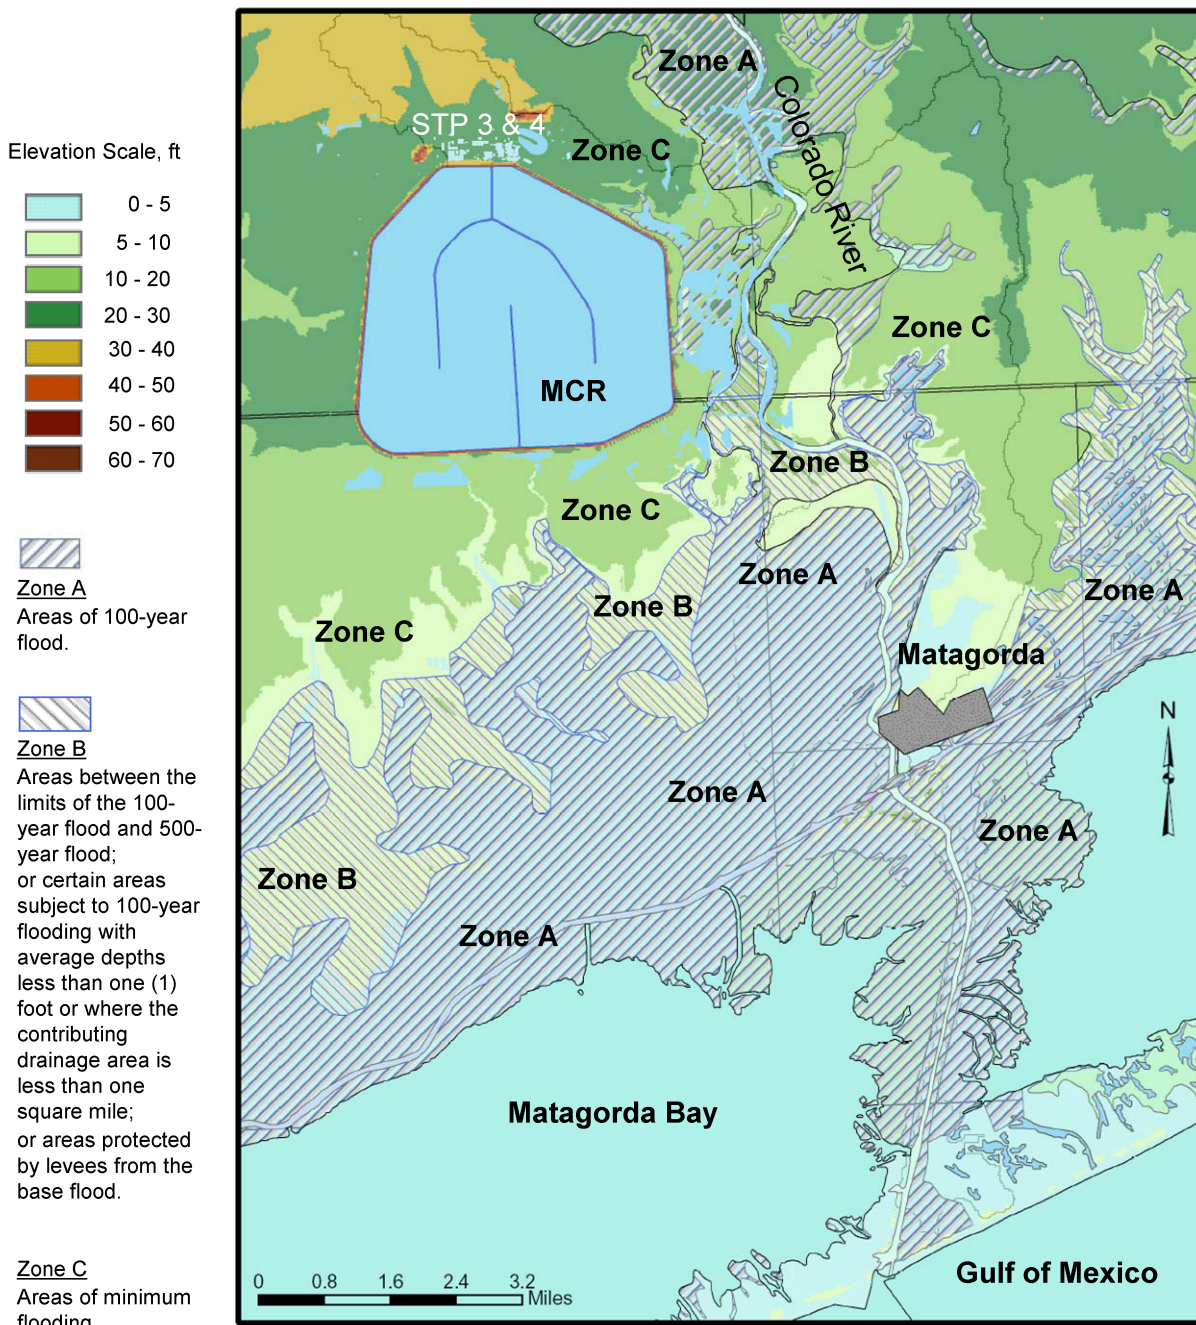 Elevation Scale, ft
0 - 5
5 - 10
10 - 20
20 - 30
30 - 40
40 - 50
50 - 60
60 - 70
Zone A
Areas of 100-year
flood.
Zone B
Areas between the
limits of the 100-
year flood and 500-
year flood;
or certain areas
subject to 100-year
flooding with
average depths
less than one (1)
foot or where the
contributing
drainage area is
less than one
square mile;
or areas protected
by levees from the
base flood.
Zone C
Areas of minimum
flooding
Zone A
STP 3 & 4
Zone C
Colorado River
Zone C
MCR
Zone B
Zone C
Zone A
Zone A
Zone B
Zone C
Matagorda
N
Zone A
Zone A
Zone B
Zone A
Matagorda Bay
Gulf of Mexico
0 0.8 1.6 2.4 3.2
Miles